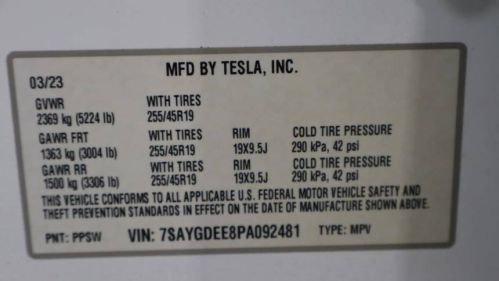 MFD BY TESLA, INC.
03/23
GVWR WITH TIRES
2369 kg (5224 lb) 255/45R19
GAWR FRT WITH TIRES RIM COLD TIRE PRESSURE
1363 kg (3004 lb) 255/45R19 19X9.5J 290 kPa, 42 psi
GAWR RR WITH TIRES RIM COLD TIRE PRESSURE
1500 kg (3306 lb) 255/45R19 19X9.5J 290 kPa, 42 psi
THIS VEHICLE CONFORMS TO ALL APPLICABLE U.S. FEDERAL MOTOR VEHICLE SAFETY AND
THEFT PREVENTION STANDARDS IN EFFECT ON THE DATE OF MANUFACTURE SHOWN ABOVE.
PNT: PPSW VIN: 7SAYGDEE8PA092481 TYPE: MPV